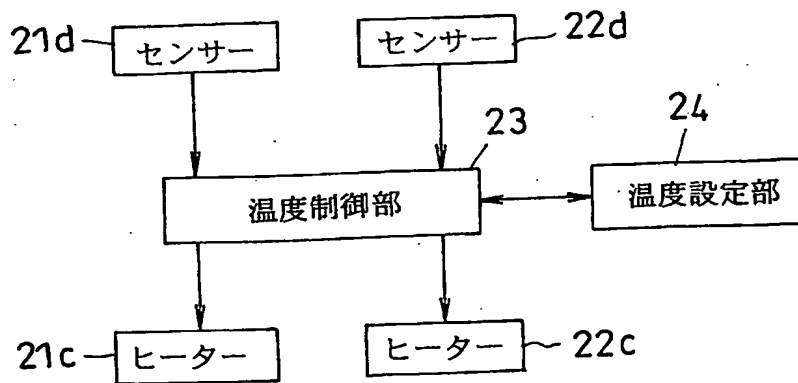 21d センサー センサー 22d
23 24
温度制御部 温度設定部
21c ヒーター ヒーター 22c